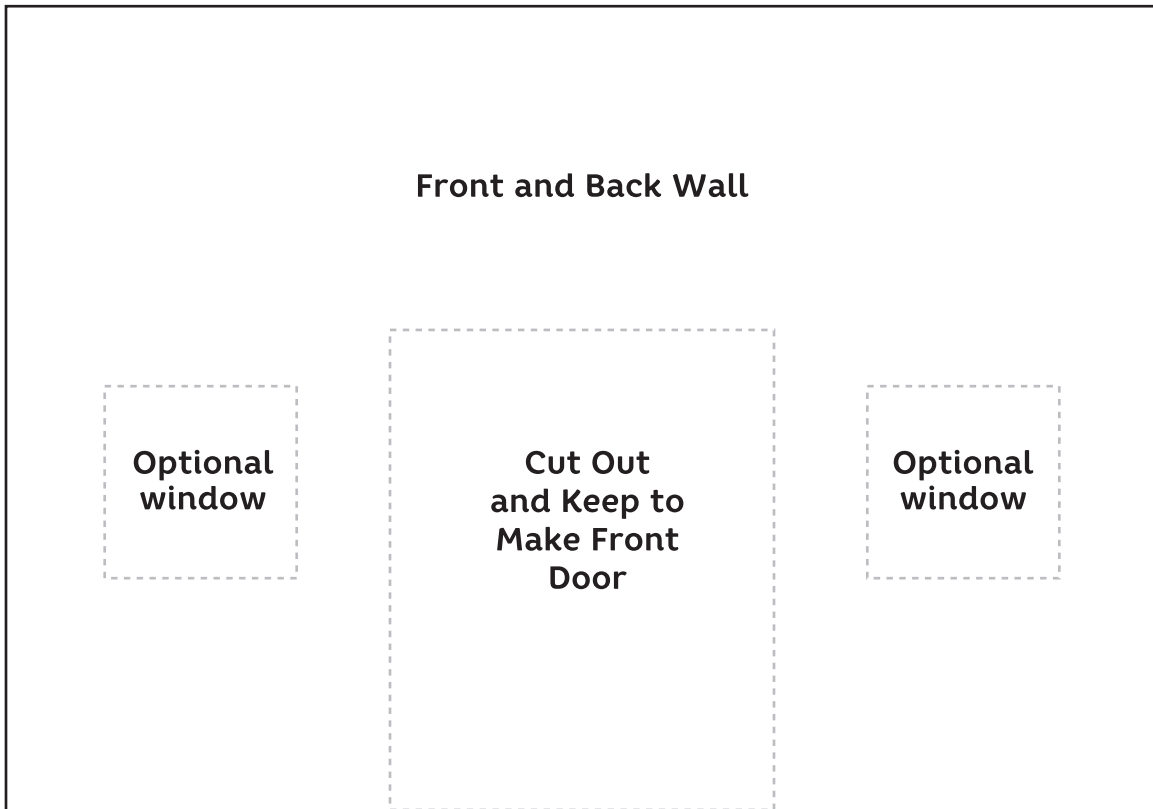 Front and Back Wall
Optional
window
Cut Out
and Keep to
Make Front
Door
Optional
window